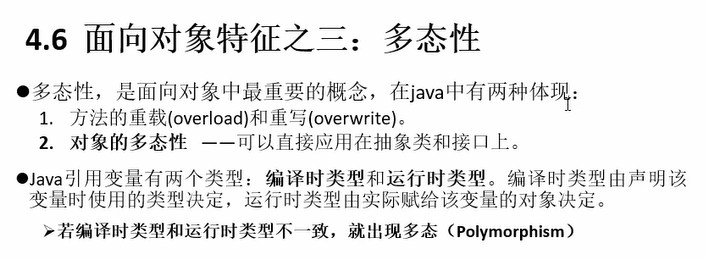 4.6 面向对象特征之三：多态性
●多态性，是面向对象中最重要的概念，在java中有两种体现：
1. 方法的重载(overload)和重写(overwrite)。
2. 对象的多态性 ——可以直接应用在抽象类和接口上。
●Java引用变量有两个类型：编译时类型和运行时类型。编译时类型由声明该
变量时使用的类型决定，运行时类型由实际赋给该变量的对象决定。
➢若编译时类型和运行时类型不一致，就出现多态（Polymorphism）